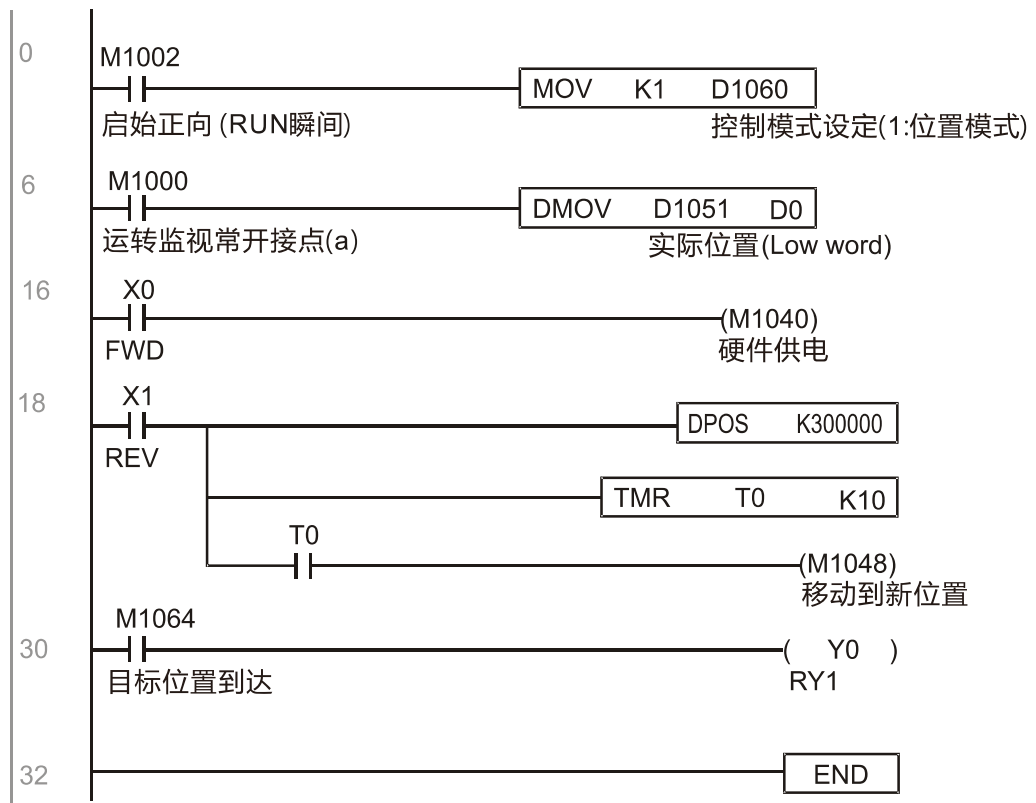 0
M1002
MOV K1 D1060
启始正向 (RUN瞬间)
控制模式设定(1:位置模式)
6
M1000
DMOV D1051 D0
运转监视常开接点(a)
实际位置(Low word)
16
X0
(M1040)
FWD
硬件供电
18
X1
DPOS K300000
REV
TMR T0 K10
T0
(M1048)
移动到新位置
M1064
30
( Y0 )
目标位置到达
RY1
32
END